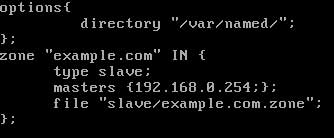 options{
        directory "/var/named/";
};
zone "example.com" IN {
        type slave;
        masters {192.168.0.254;};
        file "slave/example.com.zone";
};